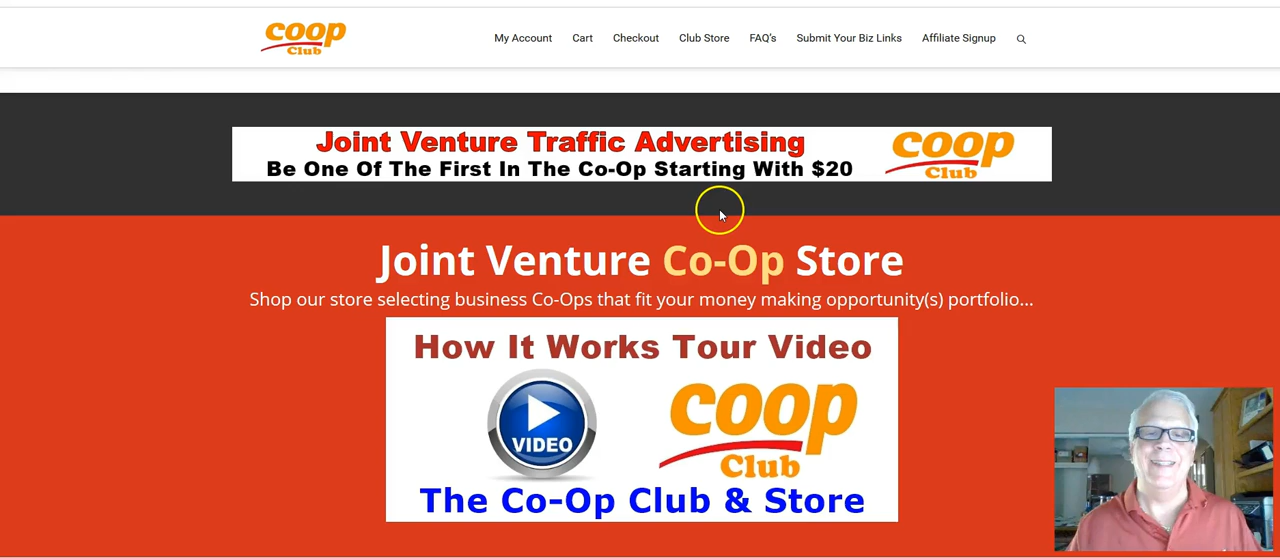 coop
Club
My Account Cart Checkout Club Store FAQ's Submit Your Biz Links Affiliate Signup
Joint Venture Traffic Advertising
Be One Of The First In The Co-Op Starting With $20
coop
Club
Joint Venture Co-Op Store
Shop our store selecting business Co-Ops that fit your money making opportunity(s) portfolio...
How It Works Tour Video
VIDEO
coop
Club
The Co-Op Club & Store